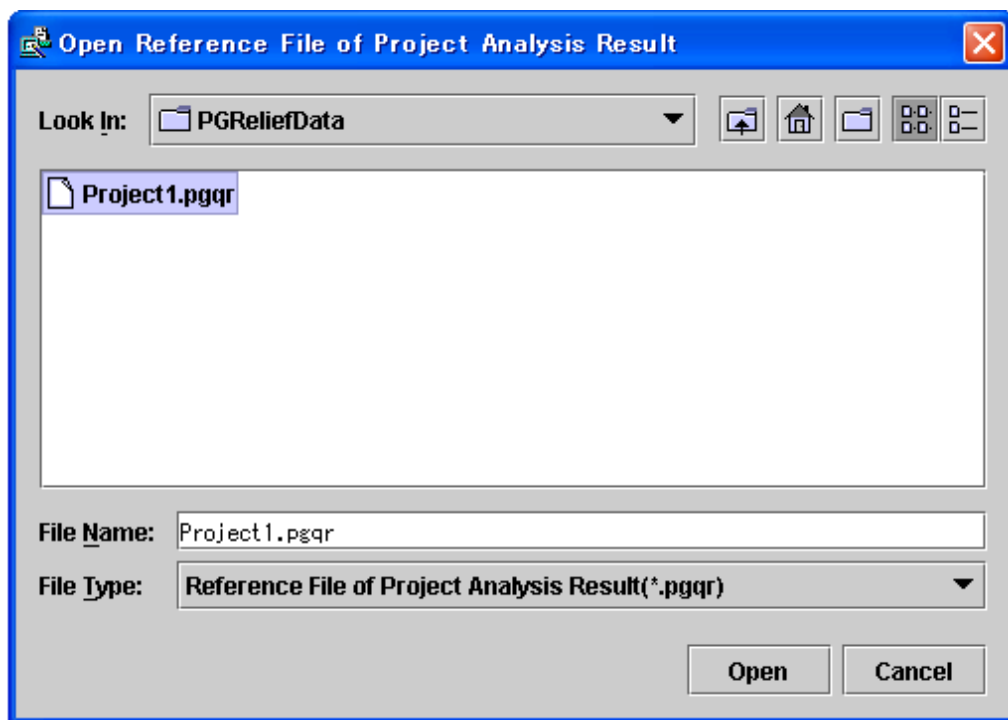 Open Reference File of Project Analysis Result
Look In: PGReliefData
Project1.pgqr
File Name: Project1.pgqr
File Type: Reference File of Project Analysis Result(*.pgqr)
Open Cancel